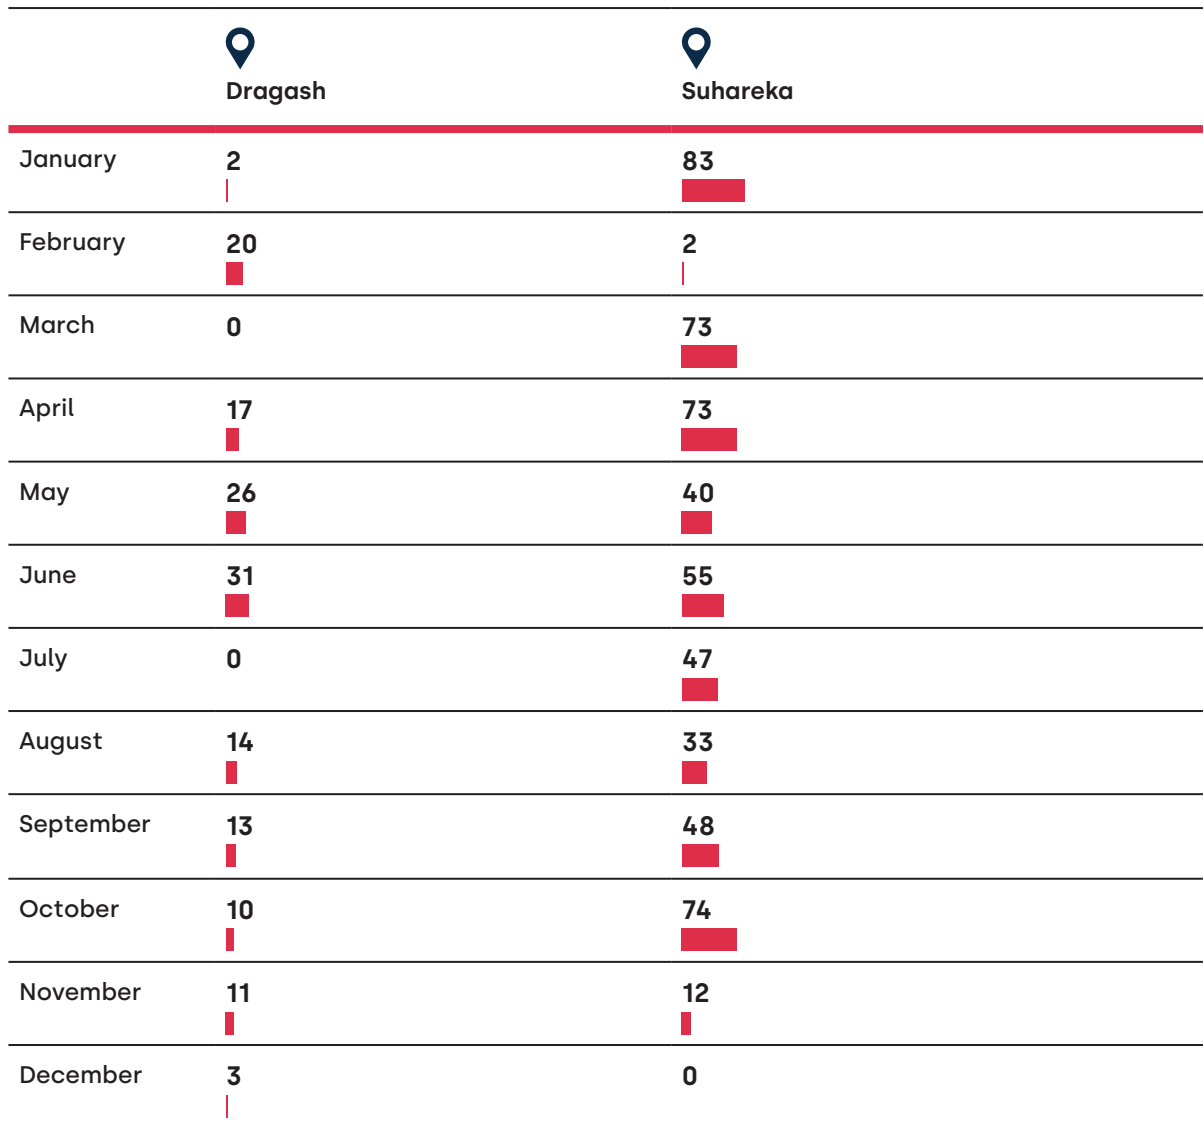 Dragash Suhareka
January 2 83
February 20 2
March 0 73
April 17 73
May 26 40
June 31 55
July 0 47
August 14 33
September 13 48
October 10 74
November 11 12
December 3 0